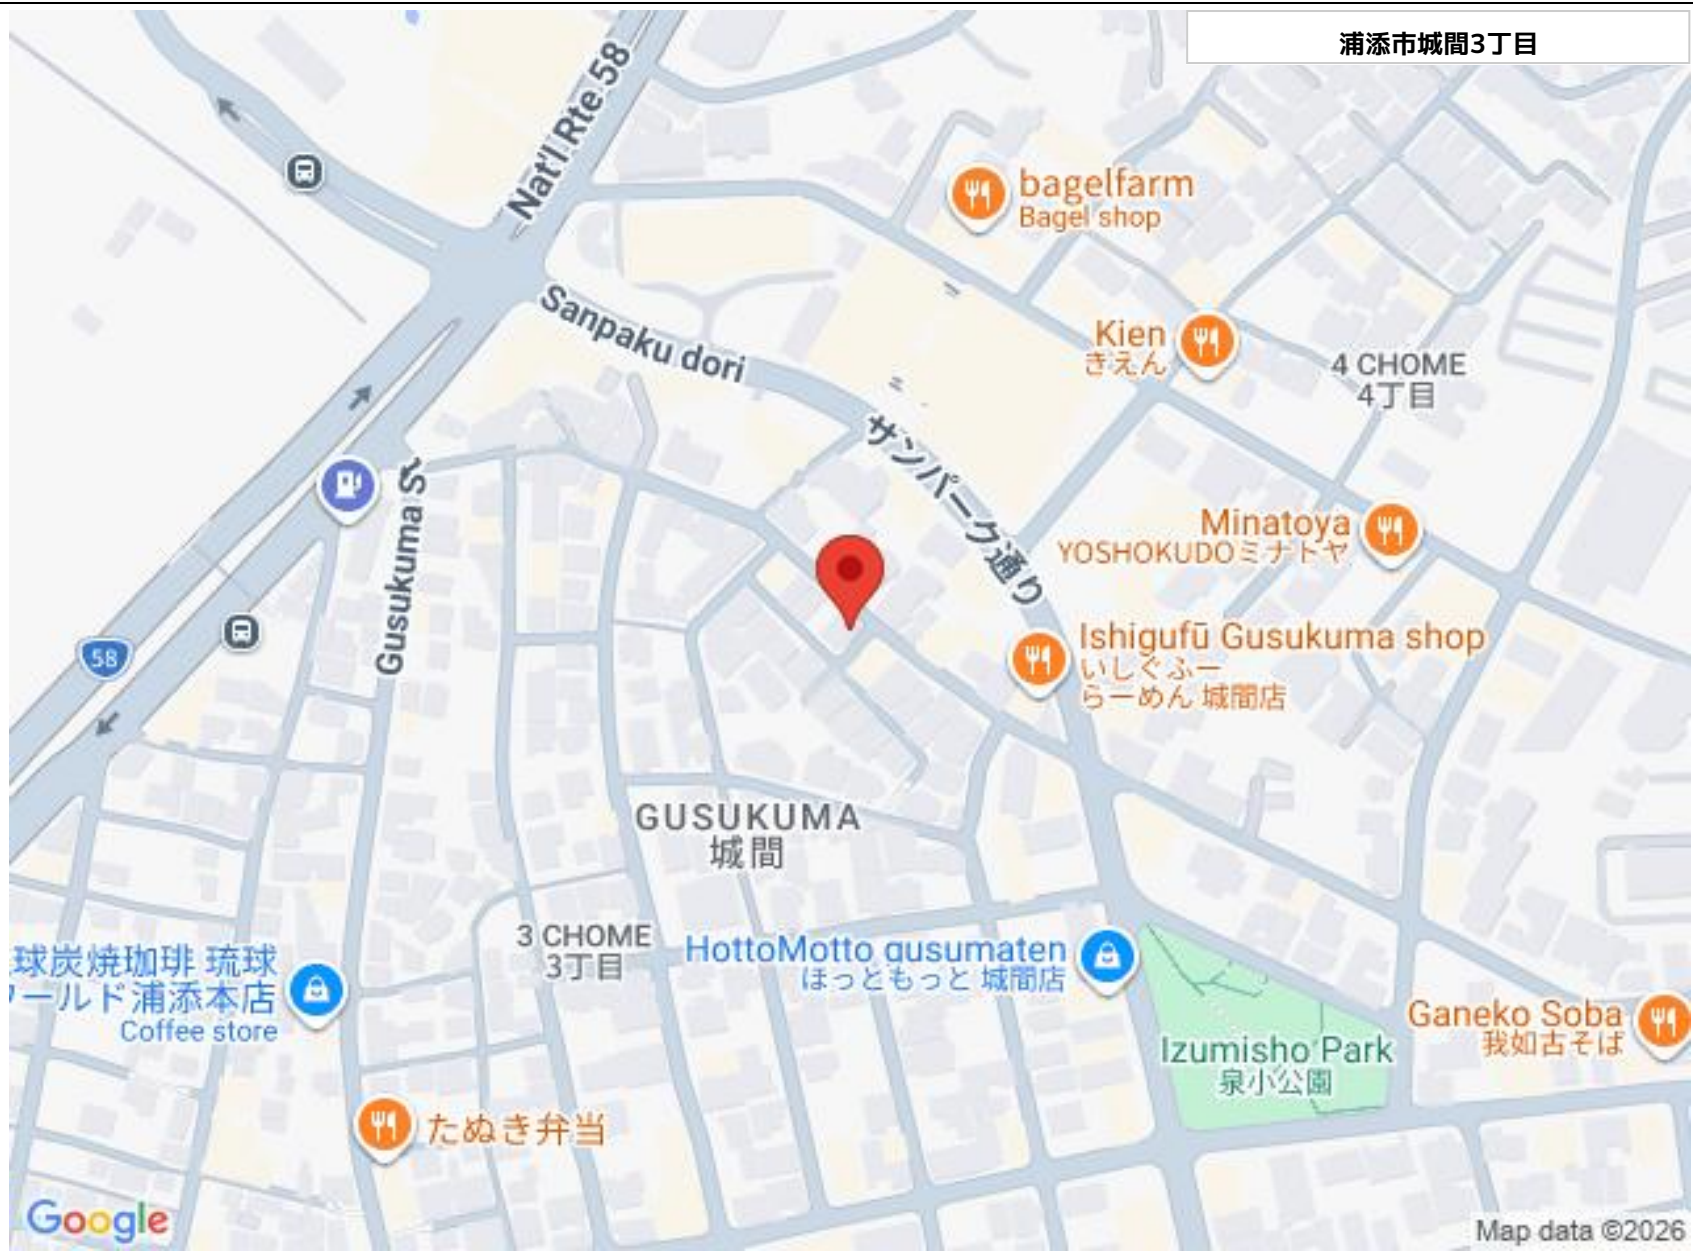 浦添市城間3丁目
Nat'l Rte 58
bagelfarm
Bagel shop
Sanpaku dori
Kien
きえん
4 CHOME
4丁目
サンパーク通り
Gusukuma St
Minatoya
YOSHOKUDOミナトヤ
58
Ishigufū Gusukuma shop
いしぐふー
らーめん 城間店
GUSUKUMA
城間
3 CHOME
3丁目
HottoMotto gusumaten
ほっともっと 城間店
球炭焼珈琲 琉球
ワールド浦添本店
Coffee store
Ganeko Soba
我如古そば
Izumisho Park
泉小公園
たぬき弁当
Google
Map data ©2026